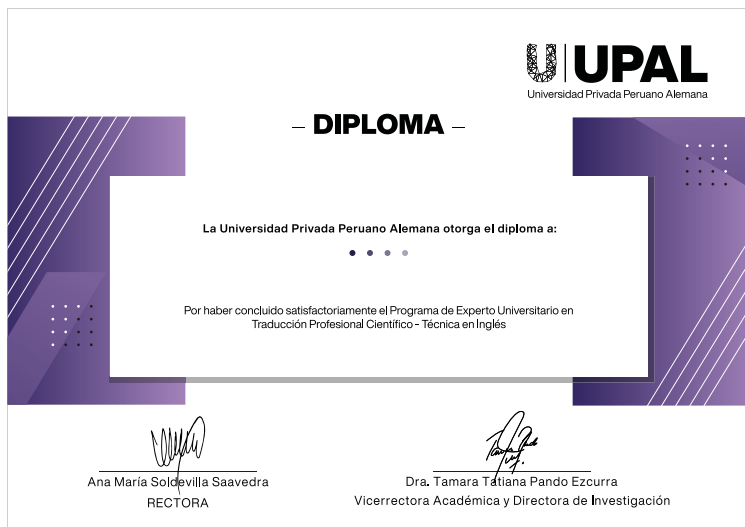 UPAL
Universidad Privada Peruano Alemana
– DIPLOMA –
La Universidad Privada Peruano Alemana otorga el diploma a:
Por haber concluido satisfactoriamente el Programa de Experto Universitario en
Traducción Profesional Científico - Técnica en Inglés
Ana María Soldevilla Saavedra
RECTORA
Dra. Tamara Tatiana Pando Ezcurra
Vicerrectora Académica y Directora de Investigación